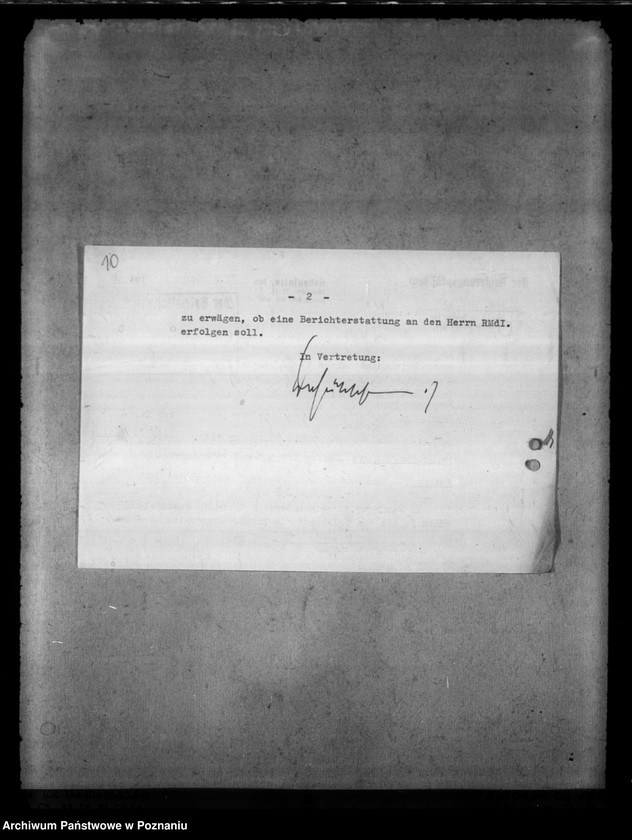 10
- 2 -
zu erwägen, ob eine Berichterstattung an den Herrn RMdI.
erfolgen soll.
In Vertretung:
Archiwum Państwowe w Poznaniu